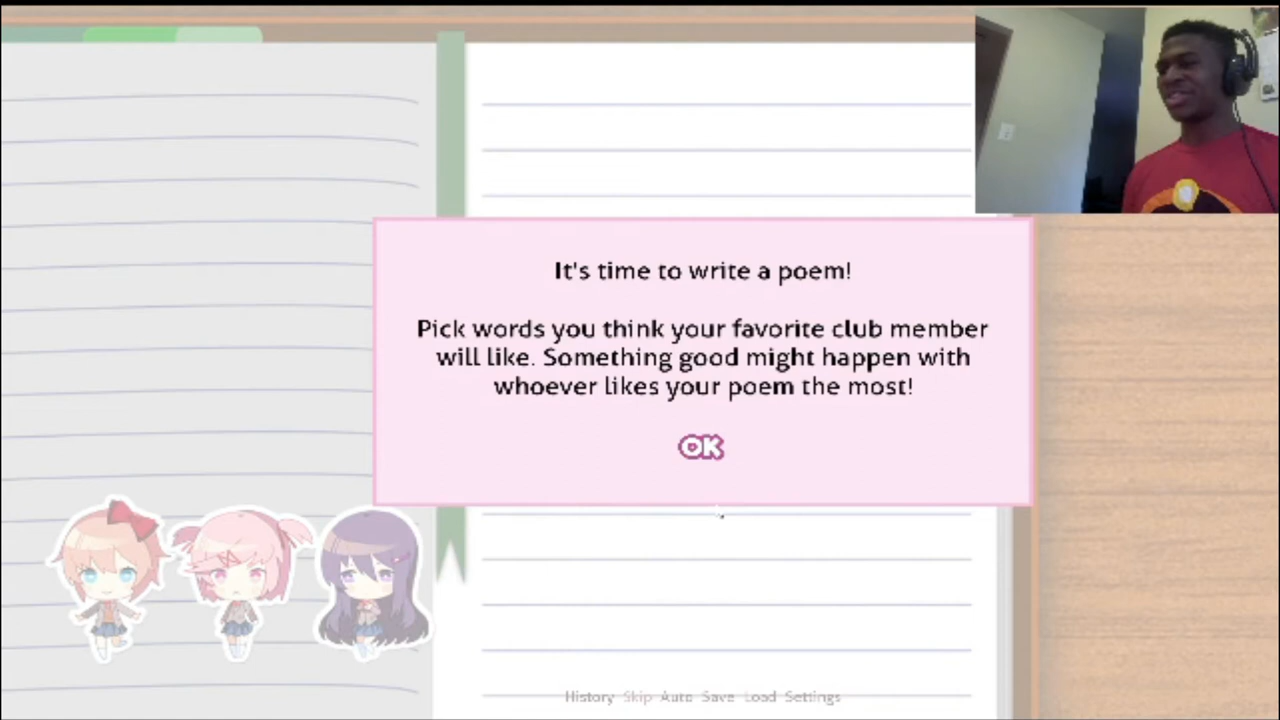 It's time to write a poem!
Pick words you think your favorite club member
will like. Something good might happen with
whoever likes your poem the most!
OK
History Skip Auto Save Load Settings